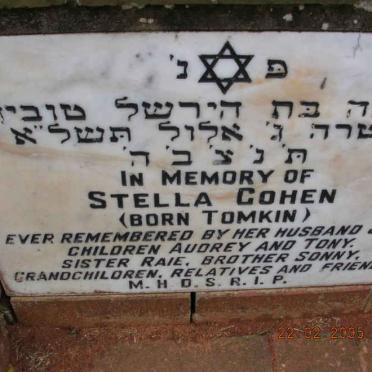 פ נ'
ה בת הירשל טובי
טרה ג' אלול תשל"א
ת' נ' צ' ב' ה'
IN MEMORY OF
STELLA COHEN
(BORN TOMKIN)
EVER REMEMBERED BY HER HUSBAND
CHILDREN AUDREY AND TONY.
SISTER RAIE, BROTHER SONNY,
GRANDCHILDREN, RELATIVES AND FRIEN
M.H.D.S.R.I.P.
22 02 2005